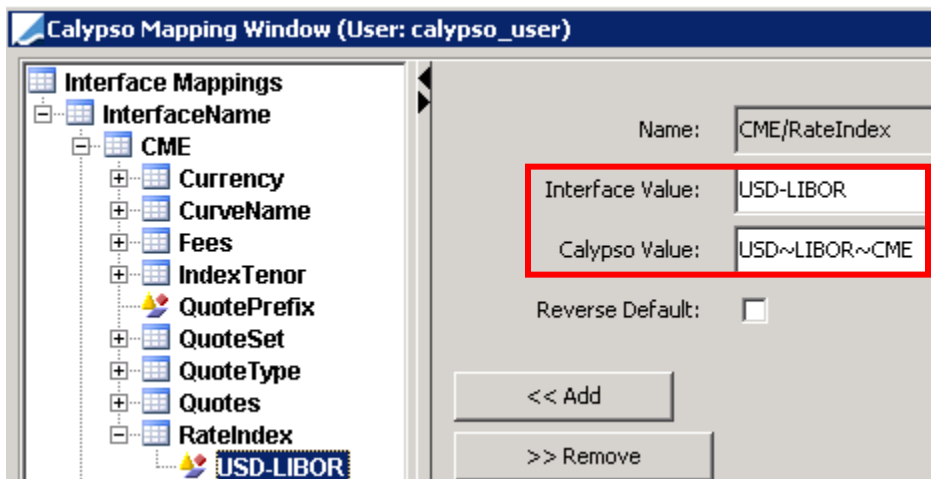 Calypso Mapping Window (User: calypso_user)
Interface Mappings
InterfaceName
CME
Currency
CurveName
Fees
IndexTenor
QuotePrefix
QuoteSet
QuoteType
Quotes
RateIndex
USD-LIBOR
Name: CME/RateIndex
Interface Value: USD-LIBOR
Calypso Value: USD~LIBOR~CME
Reverse Default:
<< Add
>> Remove